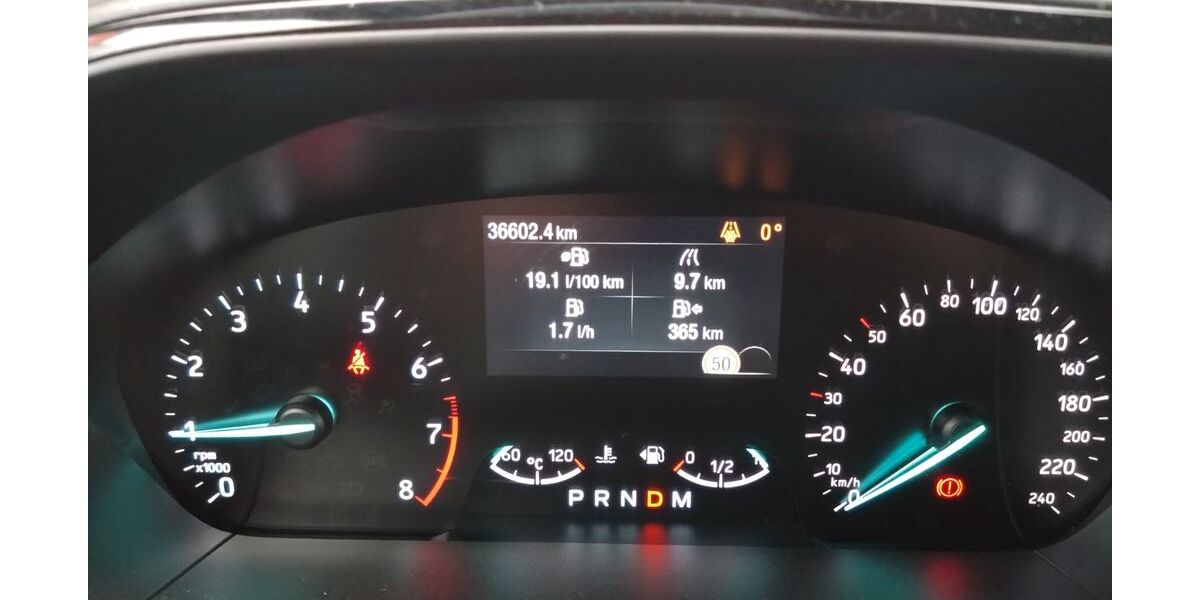 36602.4 km 0°
19.1 l/100 km 9.7 km
1.7 l/h 365 km
50
0 1 2 3 4 5 6 7 8
rpm
x1000
60 °C 120
0 1/2 1
P R N D M
0 10 20 30 40 50 60 80 100 120 140 160 180 200 220 240
km/h